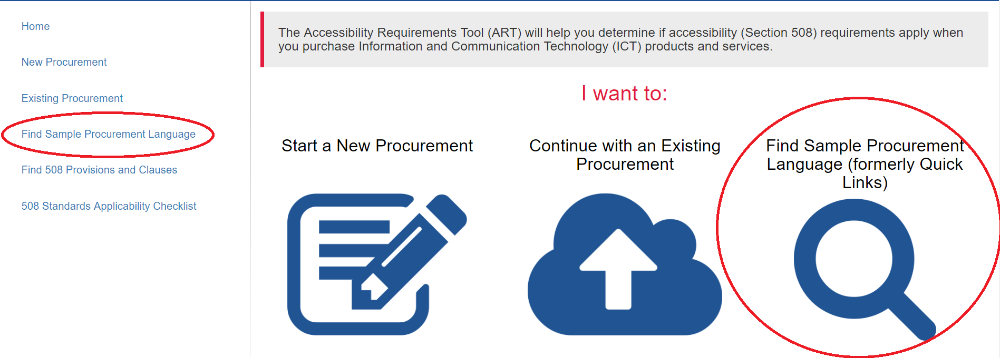 Home
New Procurement
Existing Procurement
Find Sample Procurement Language
Find 508 Provisions and Clauses
508 Standards Applicability Checklist
The Accessibility Requirements Tool (ART) will help you determine if accessibility (Section 508) requirements apply when
you purchase Information and Communication Technology (ICT) products and services.
I want to:
Start a New Procurement
Continue with an Existing
Procurement
Find Sample Procurement
Language (formerly Quick
Links)